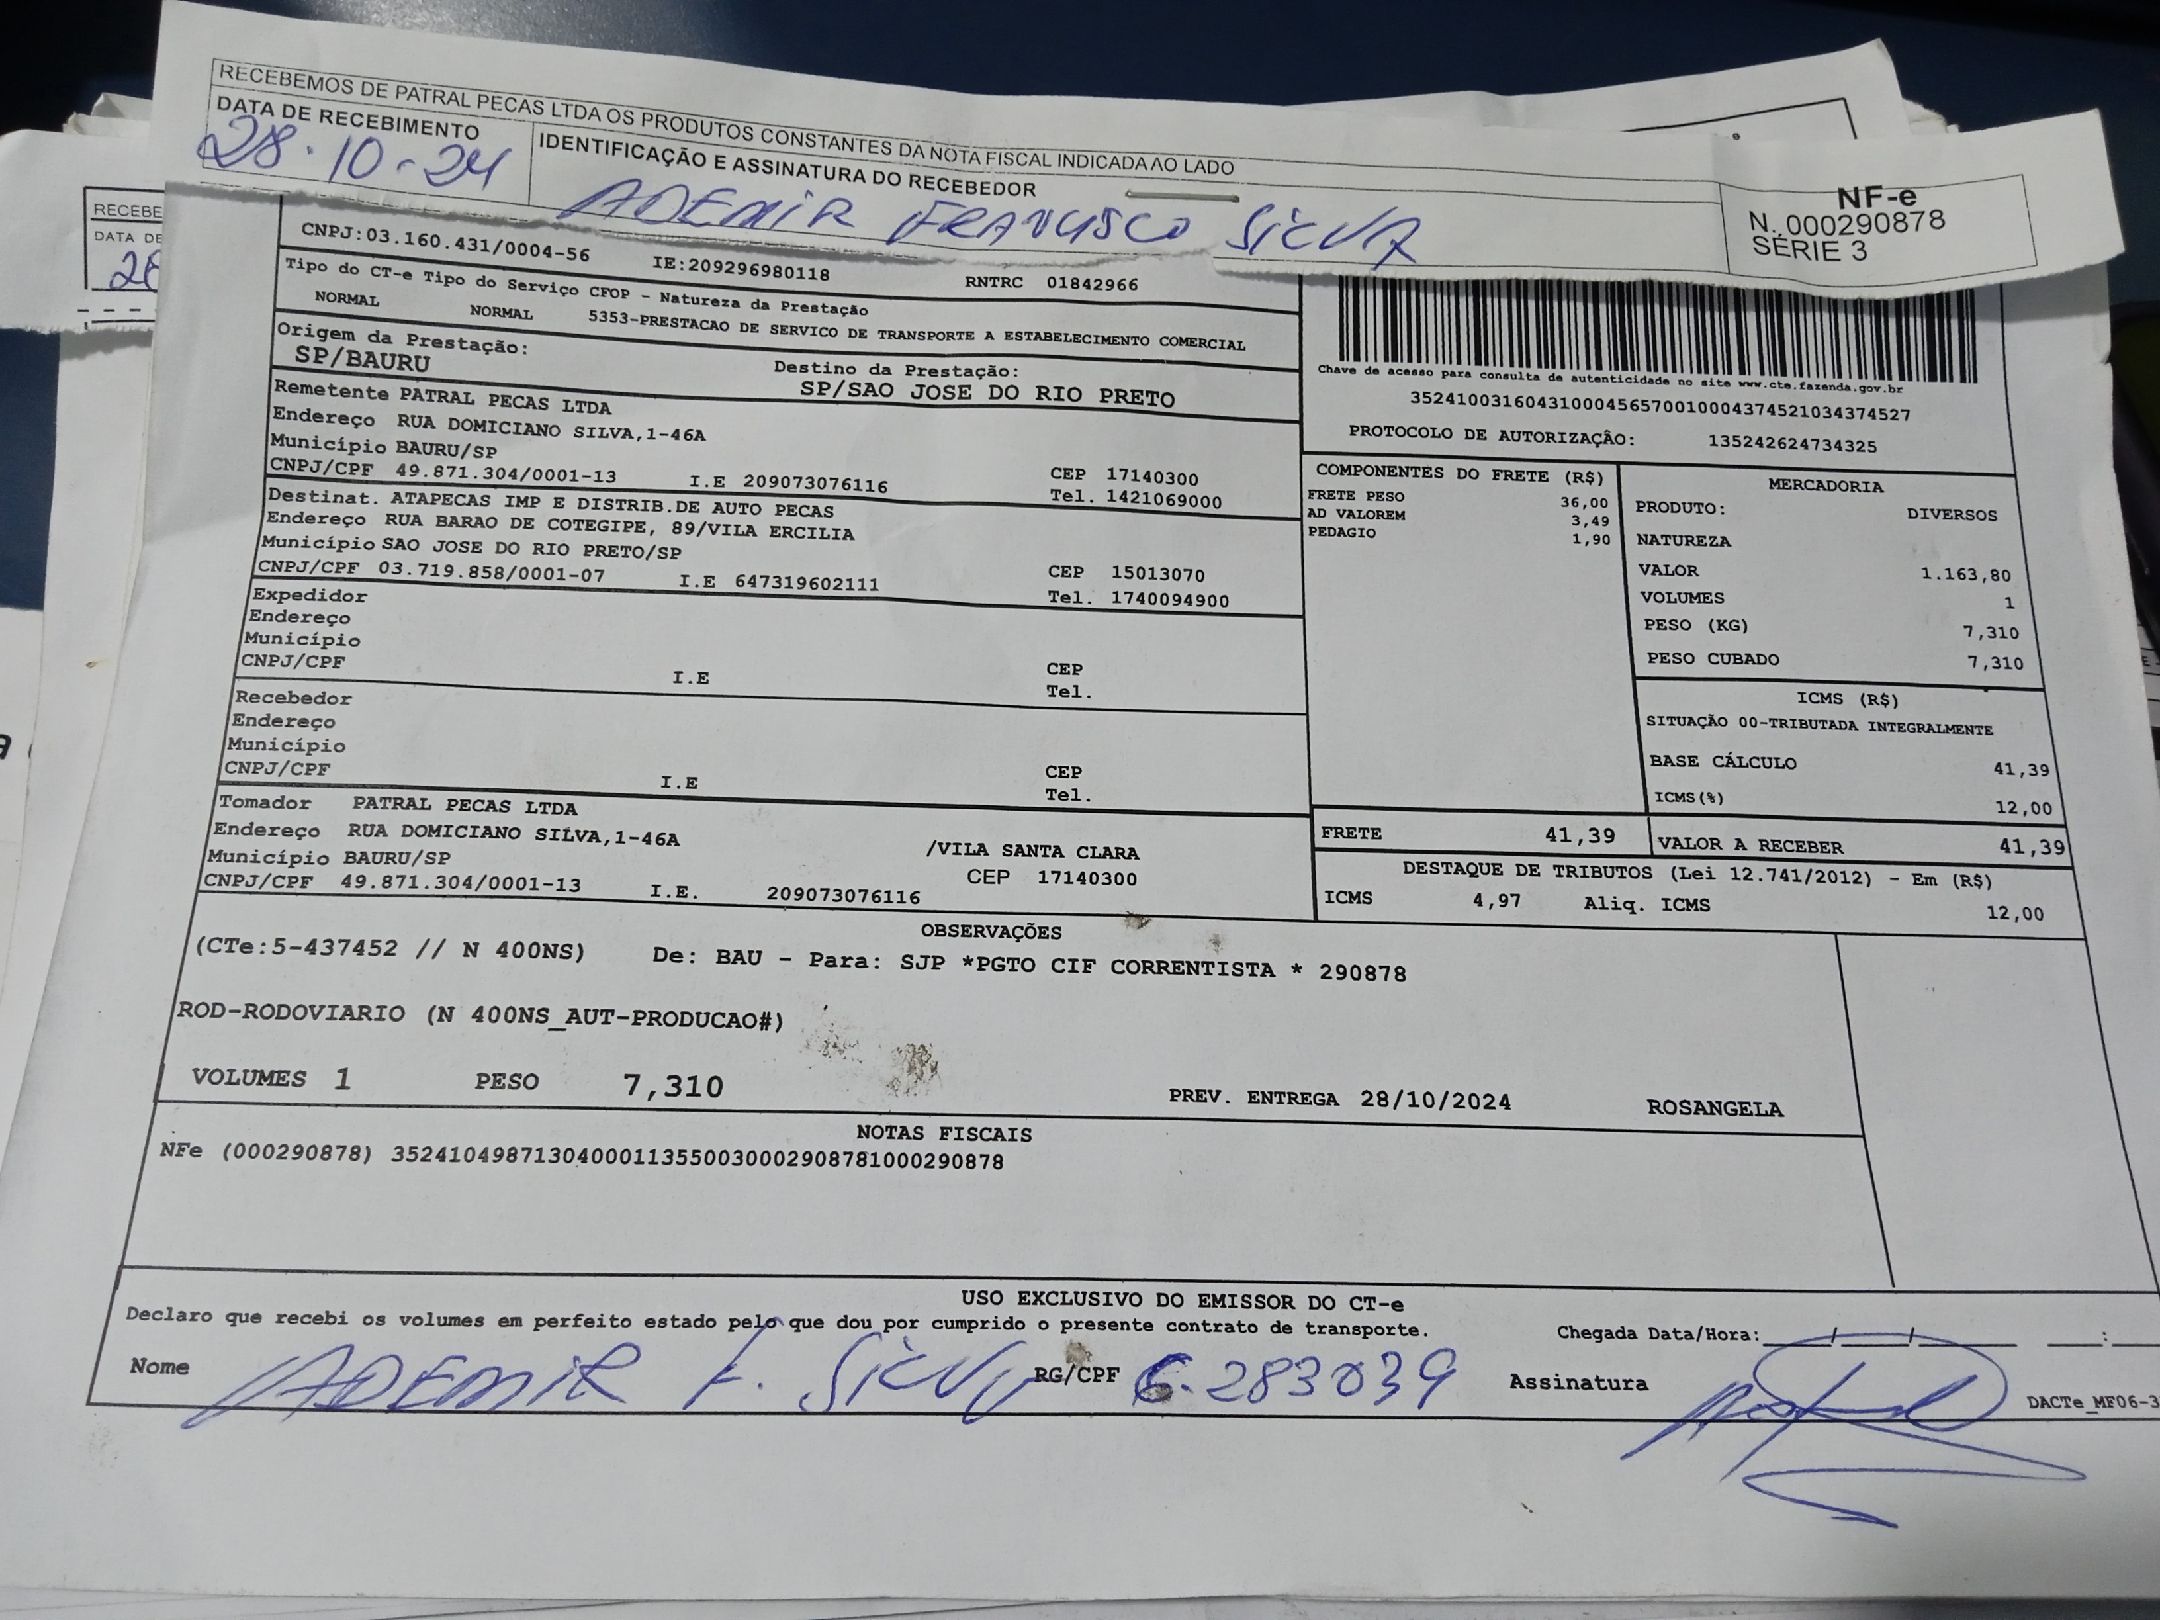 RECEBEMOS DE PATRAL PECAS LTDA OS PRODUTOS CONSTANTES DA NOTA FISCAL INDICADA AO LADO
DATA DE RECEBIMENTO
28.10-24
IDENTIFICAÇÃO E ASSINATURA DO RECEBEDOR
ADEMIR FRANCISCO SILVA
NF-e
N. 000290878
SÉRIE 3
RECEBE
DATA DE
CNPJ:03.160.431/0004-56 IE:209296980118 RNTRC 01842966
Tipo do CT-e Tipo do Serviço CFOP - Natureza da Prestação
NORMAL NORMAL 5353-PRESTACAO DE SERVICO DE TRANSPORTE A ESTABELECIMENTO COMERCIAL
Origem da Prestação: Destino da Prestação:
SP/BAURU SP/SAO JOSE DO RIO PRETO
Remetente PATRAL PECAS LTDA
Endereço RUA DOMICIANO SILVA,1-46A
Município BAURU/SP CEP 17140300
CNPJ/CPF 49.871.304/0001-13 I.E 209073076116 Tel. 1421069000
Destinat. ATAPECAS IMP E DISTRIB.DE AUTO PECAS
Endereço RUA BARAO DE COTEGIPE, 89/VILA ERCILIA
Município SAO JOSE DO RIO PRETO/SP CEP 15013070
CNPJ/CPF 03.719.858/0001-07 I.E 647319602111 Tel. 1740094900
Expedidor
Endereço
Município CEP
CNPJ/CPF I.E Tel.
Recebedor
Endereço
Município CEP
CNPJ/CPF I.E Tel.
Tomador PATRAL PECAS LTDA
Endereço RUA DOMICIANO SILVA,1-46A /VILA SANTA CLARA
Município BAURU/SP CEP 17140300
CNPJ/CPF 49.871.304/0001-13 I.E. 209073076116
Chave de acesso para consulta de autenticidade no site www.cte.fazenda.gov.br
35241003160431000456570010004374521034374527
PROTOCOLO DE AUTORIZAÇÃO: 135242624734325
COMPONENTES DO FRETE (R$)
FRETE PESO 36,00
AD VALOREM 3,49
PEDAGIO 1,90
MERCADORIA
PRODUTO: DIVERSOS
NATUREZA
VALOR 1.163,80
VOLUMES 1
PESO (KG) 7,310
PESO CUBADO 7,310
ICMS (R$)
SITUAÇÃO 00-TRIBUTADA INTEGRALMENTE
BASE CÁLCULO 41,39
ICMS(%) 12,00
FRETE 41,39 VALOR A RECEBER 41,39
DESTAQUE DE TRIBUTOS (Lei 12.741/2012) - Em (R$)
ICMS 4,97 Aliq. ICMS 12,00
OBSERVAÇÕES
(CTe:5-437452 // N 400NS) De: BAU - Para: SJP *PGTO CIF CORRENTISTA * 290878
ROD-RODOVIARIO (N 400NS_AUT-PRODUCAO#)
VOLUMES 1 PESO 7,310 PREV. ENTREGA 28/10/2024 ROSANGELA
NOTAS FISCAIS
NFe (000290878) 35241049871304000113550030002908781000290878
USO EXCLUSIVO DO EMISSOR DO CT-e
Declaro que recebi os volumes em perfeito estado pelo que dou por cumprido o presente contrato de transporte. Chegada Data/Hora:___/___/___ ___:
Nome ADEMIR F. SILVA RG/CPF 6.283039 Assinatura
DACTe_MF06-3